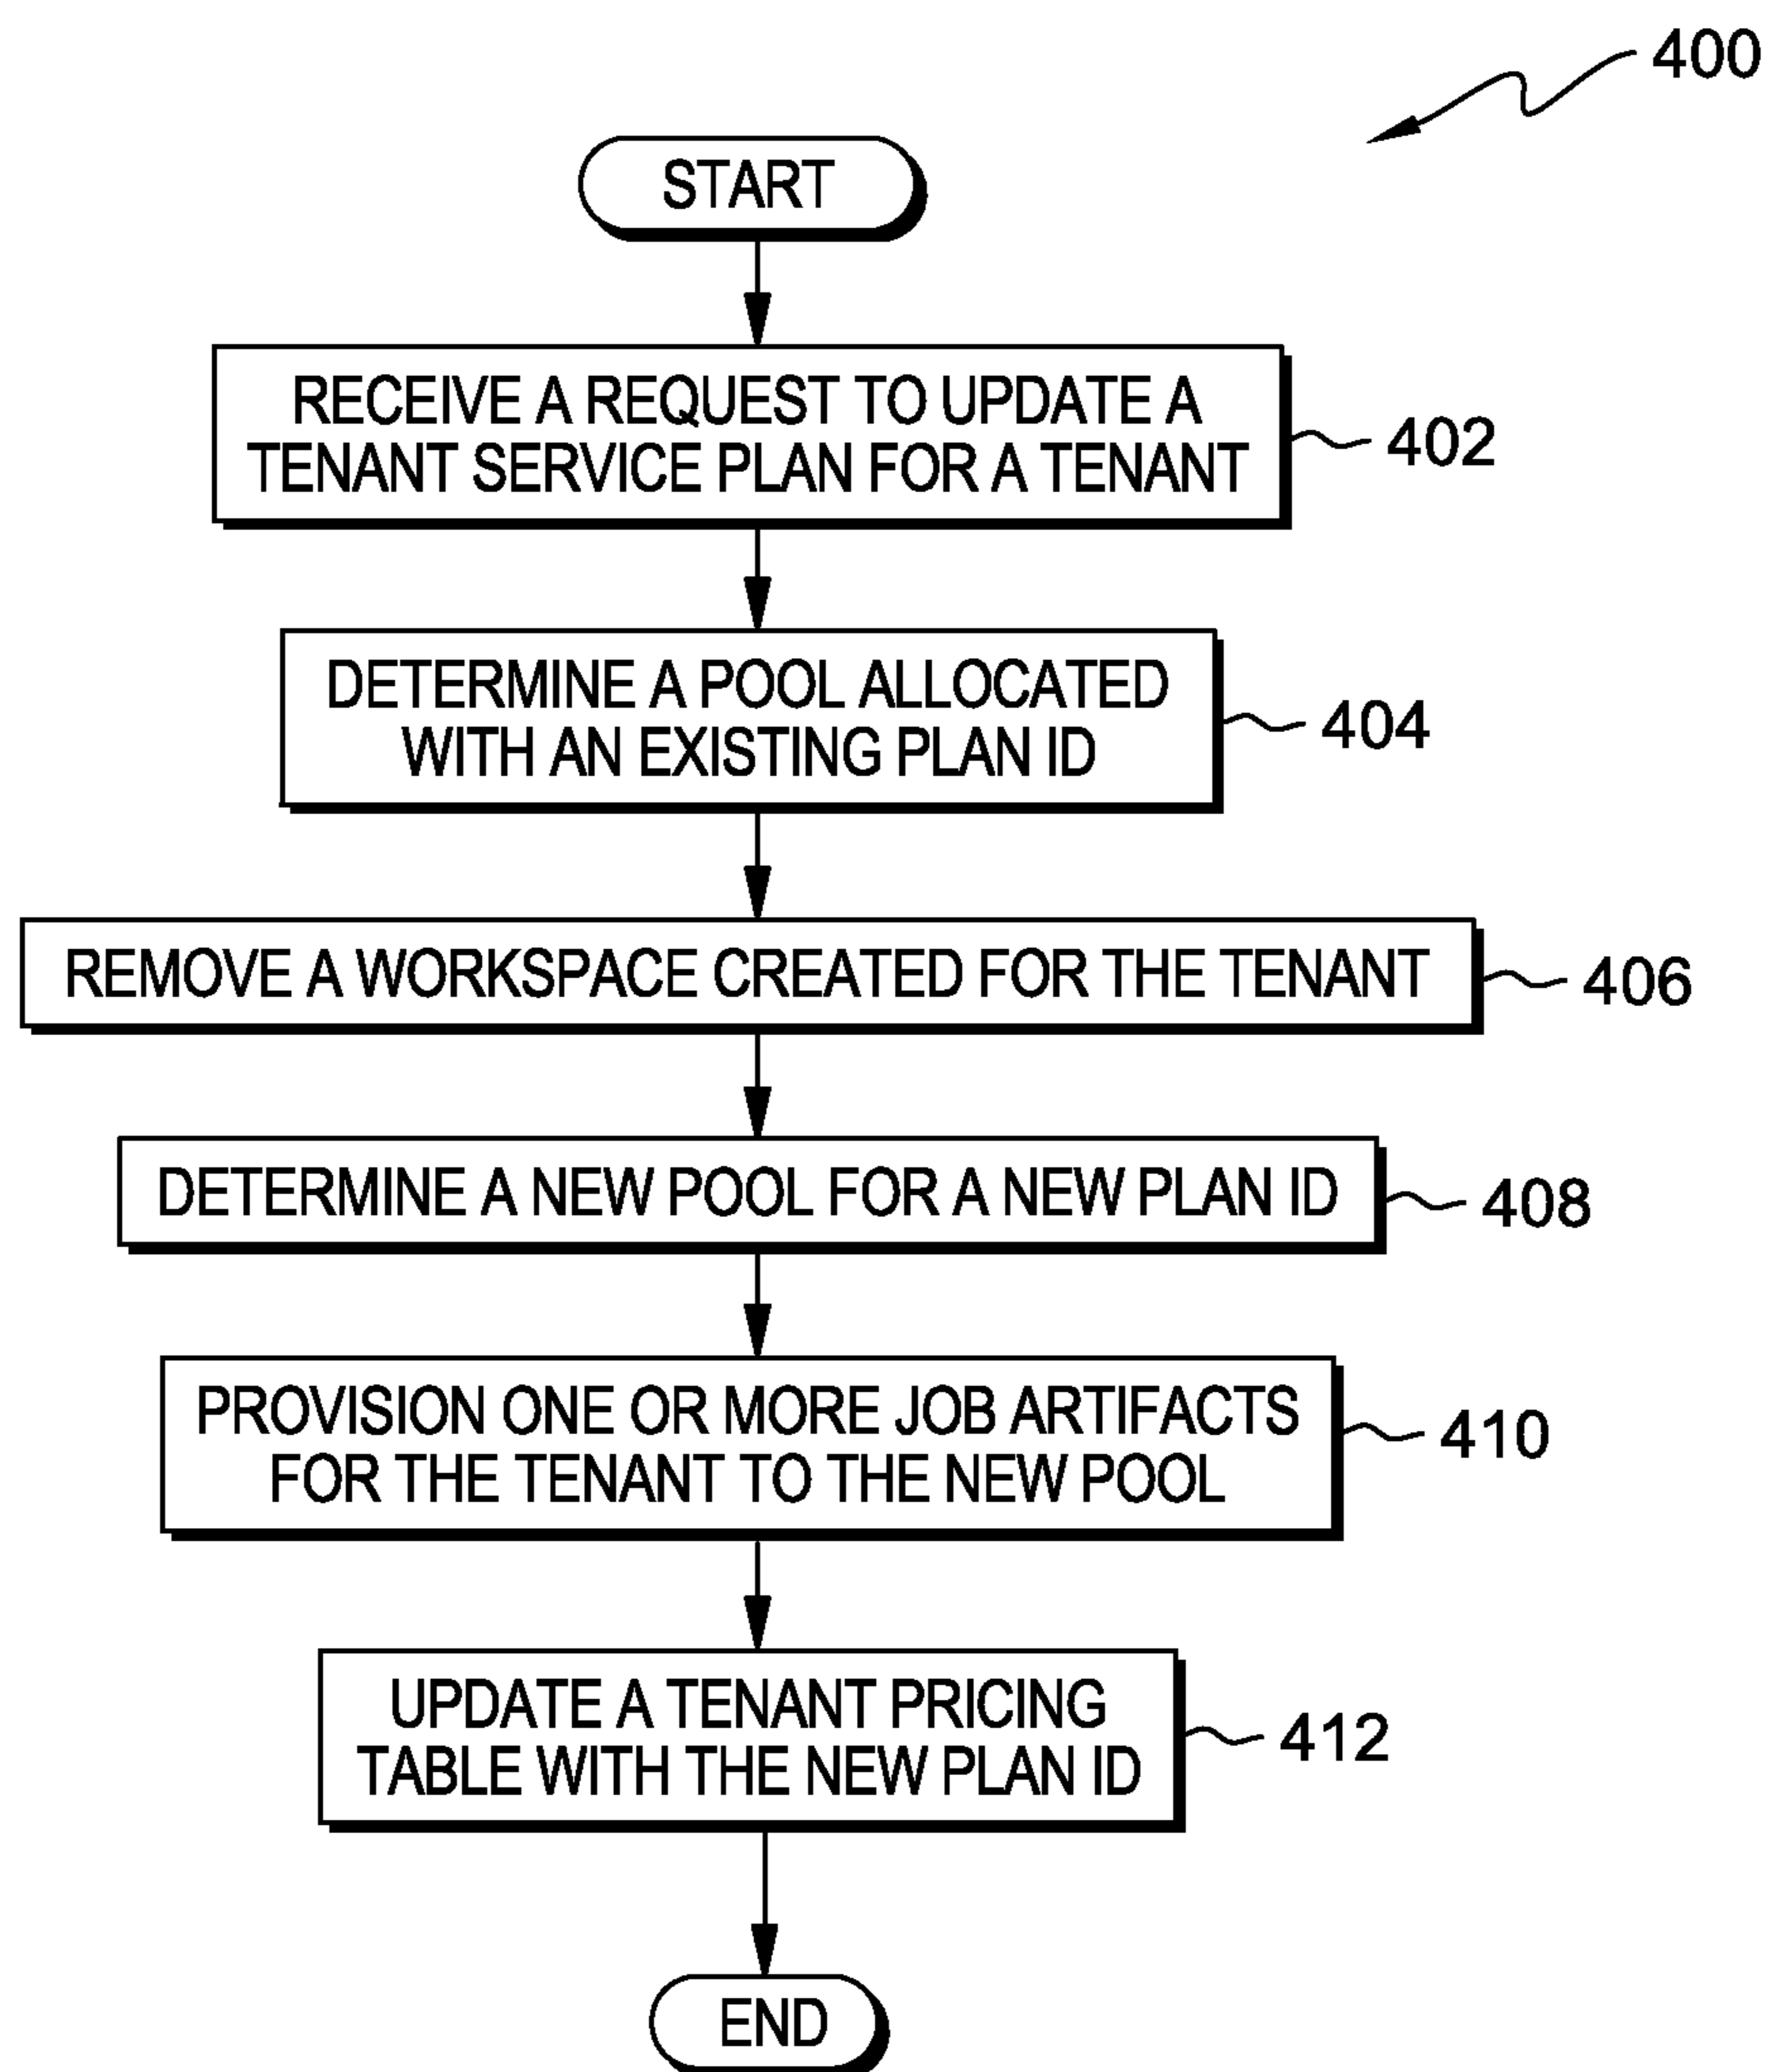 400
START
RECEIVE A REQUEST TO UPDATE A
TENANT SERVICE PLAN FOR A TENANT
402
DETERMINE A POOL ALLOCATED
WITH AN EXISTING PLAN ID
404
REMOVE A WORKSPACE CREATED FOR THE TENANT
406
DETERMINE A NEW POOL FOR A NEW PLAN ID
408
PROVISION ONE OR MORE JOB ARTIFACTS
FOR THE TENANT TO THE NEW POOL
410
UPDATE A TENANT PRICING
TABLE WITH THE NEW PLAN ID
412
END